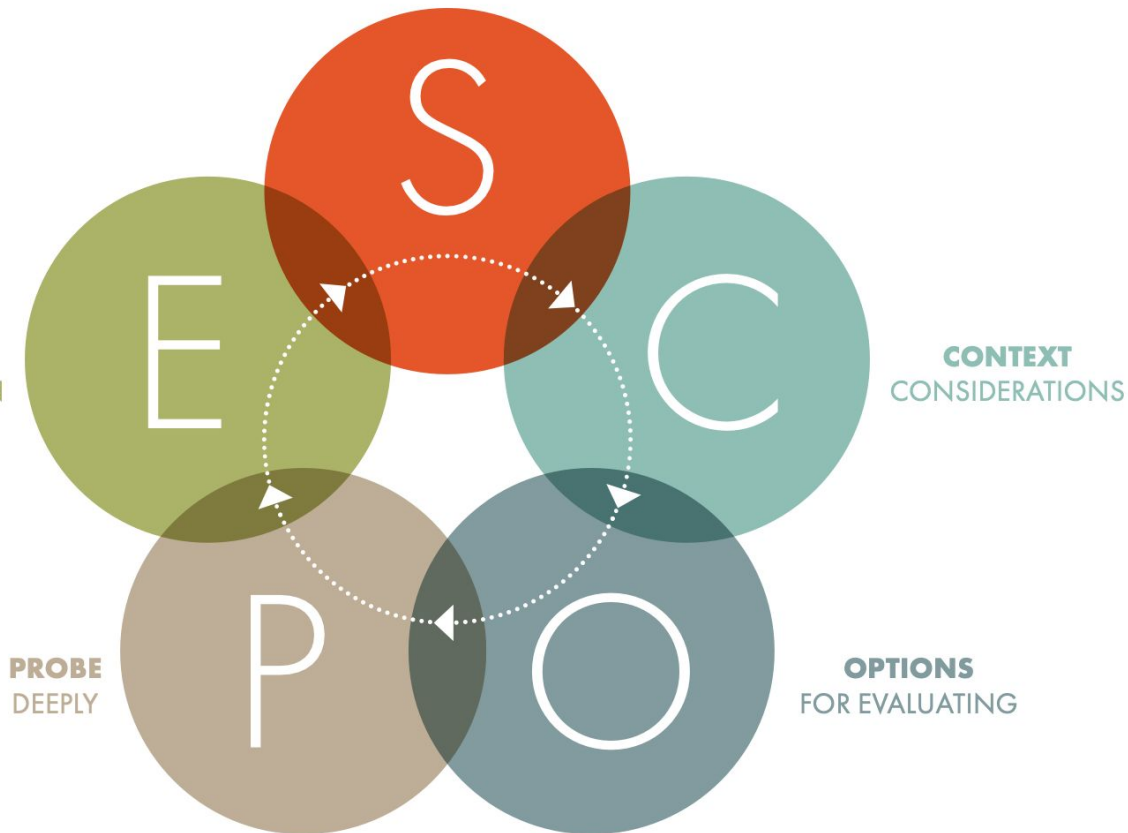 S
E
C
CONTEXT
CONSIDERATIONS
P
O
PROBE
DEEPLY
OPTIONS
FOR EVALUATING